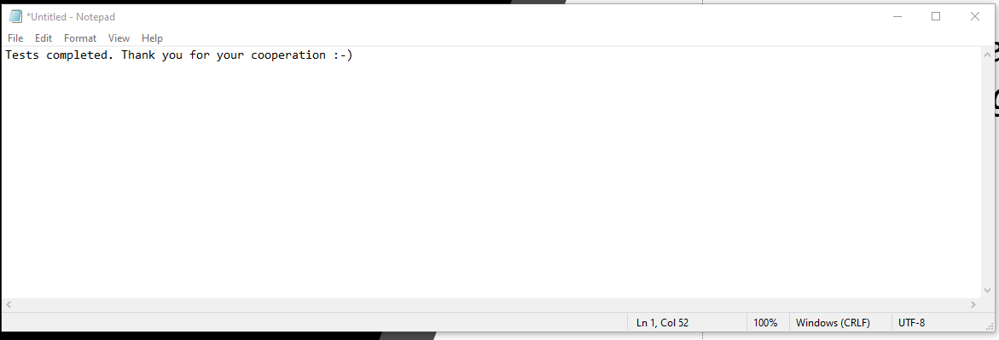 *Untitled - Notepad
File Edit Format View Help
Tests completed. Thank you for your cooperation :-)
Ln 1, Col 52 100% Windows (CRLF) UTF-8